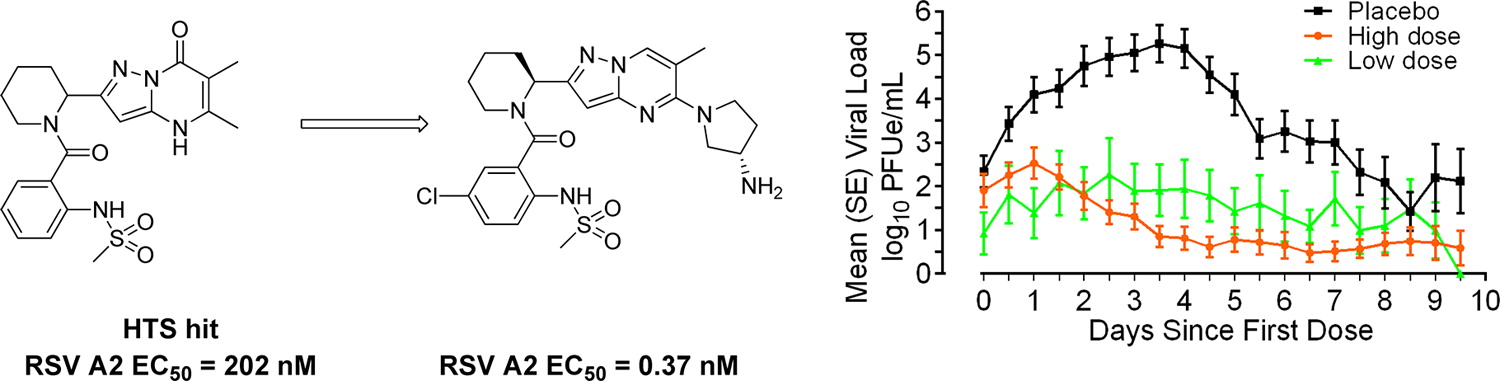 O
N
N
N
N
H
O
NH
S
O
O
HTS hit
RSV A2 EC50 = 202 nM
N
N
N
N
N
O
NH2
Cl
NH
S
O
O
RSV A2 EC50 = 0.37 nM
Mean (SE) Viral Load
log10 PFUe/mL
6
5
4
3
2
1
0
Placebo
High dose
Low dose
0 1 2 3 4 5 6 7 8 9 10
Days Since First Dose